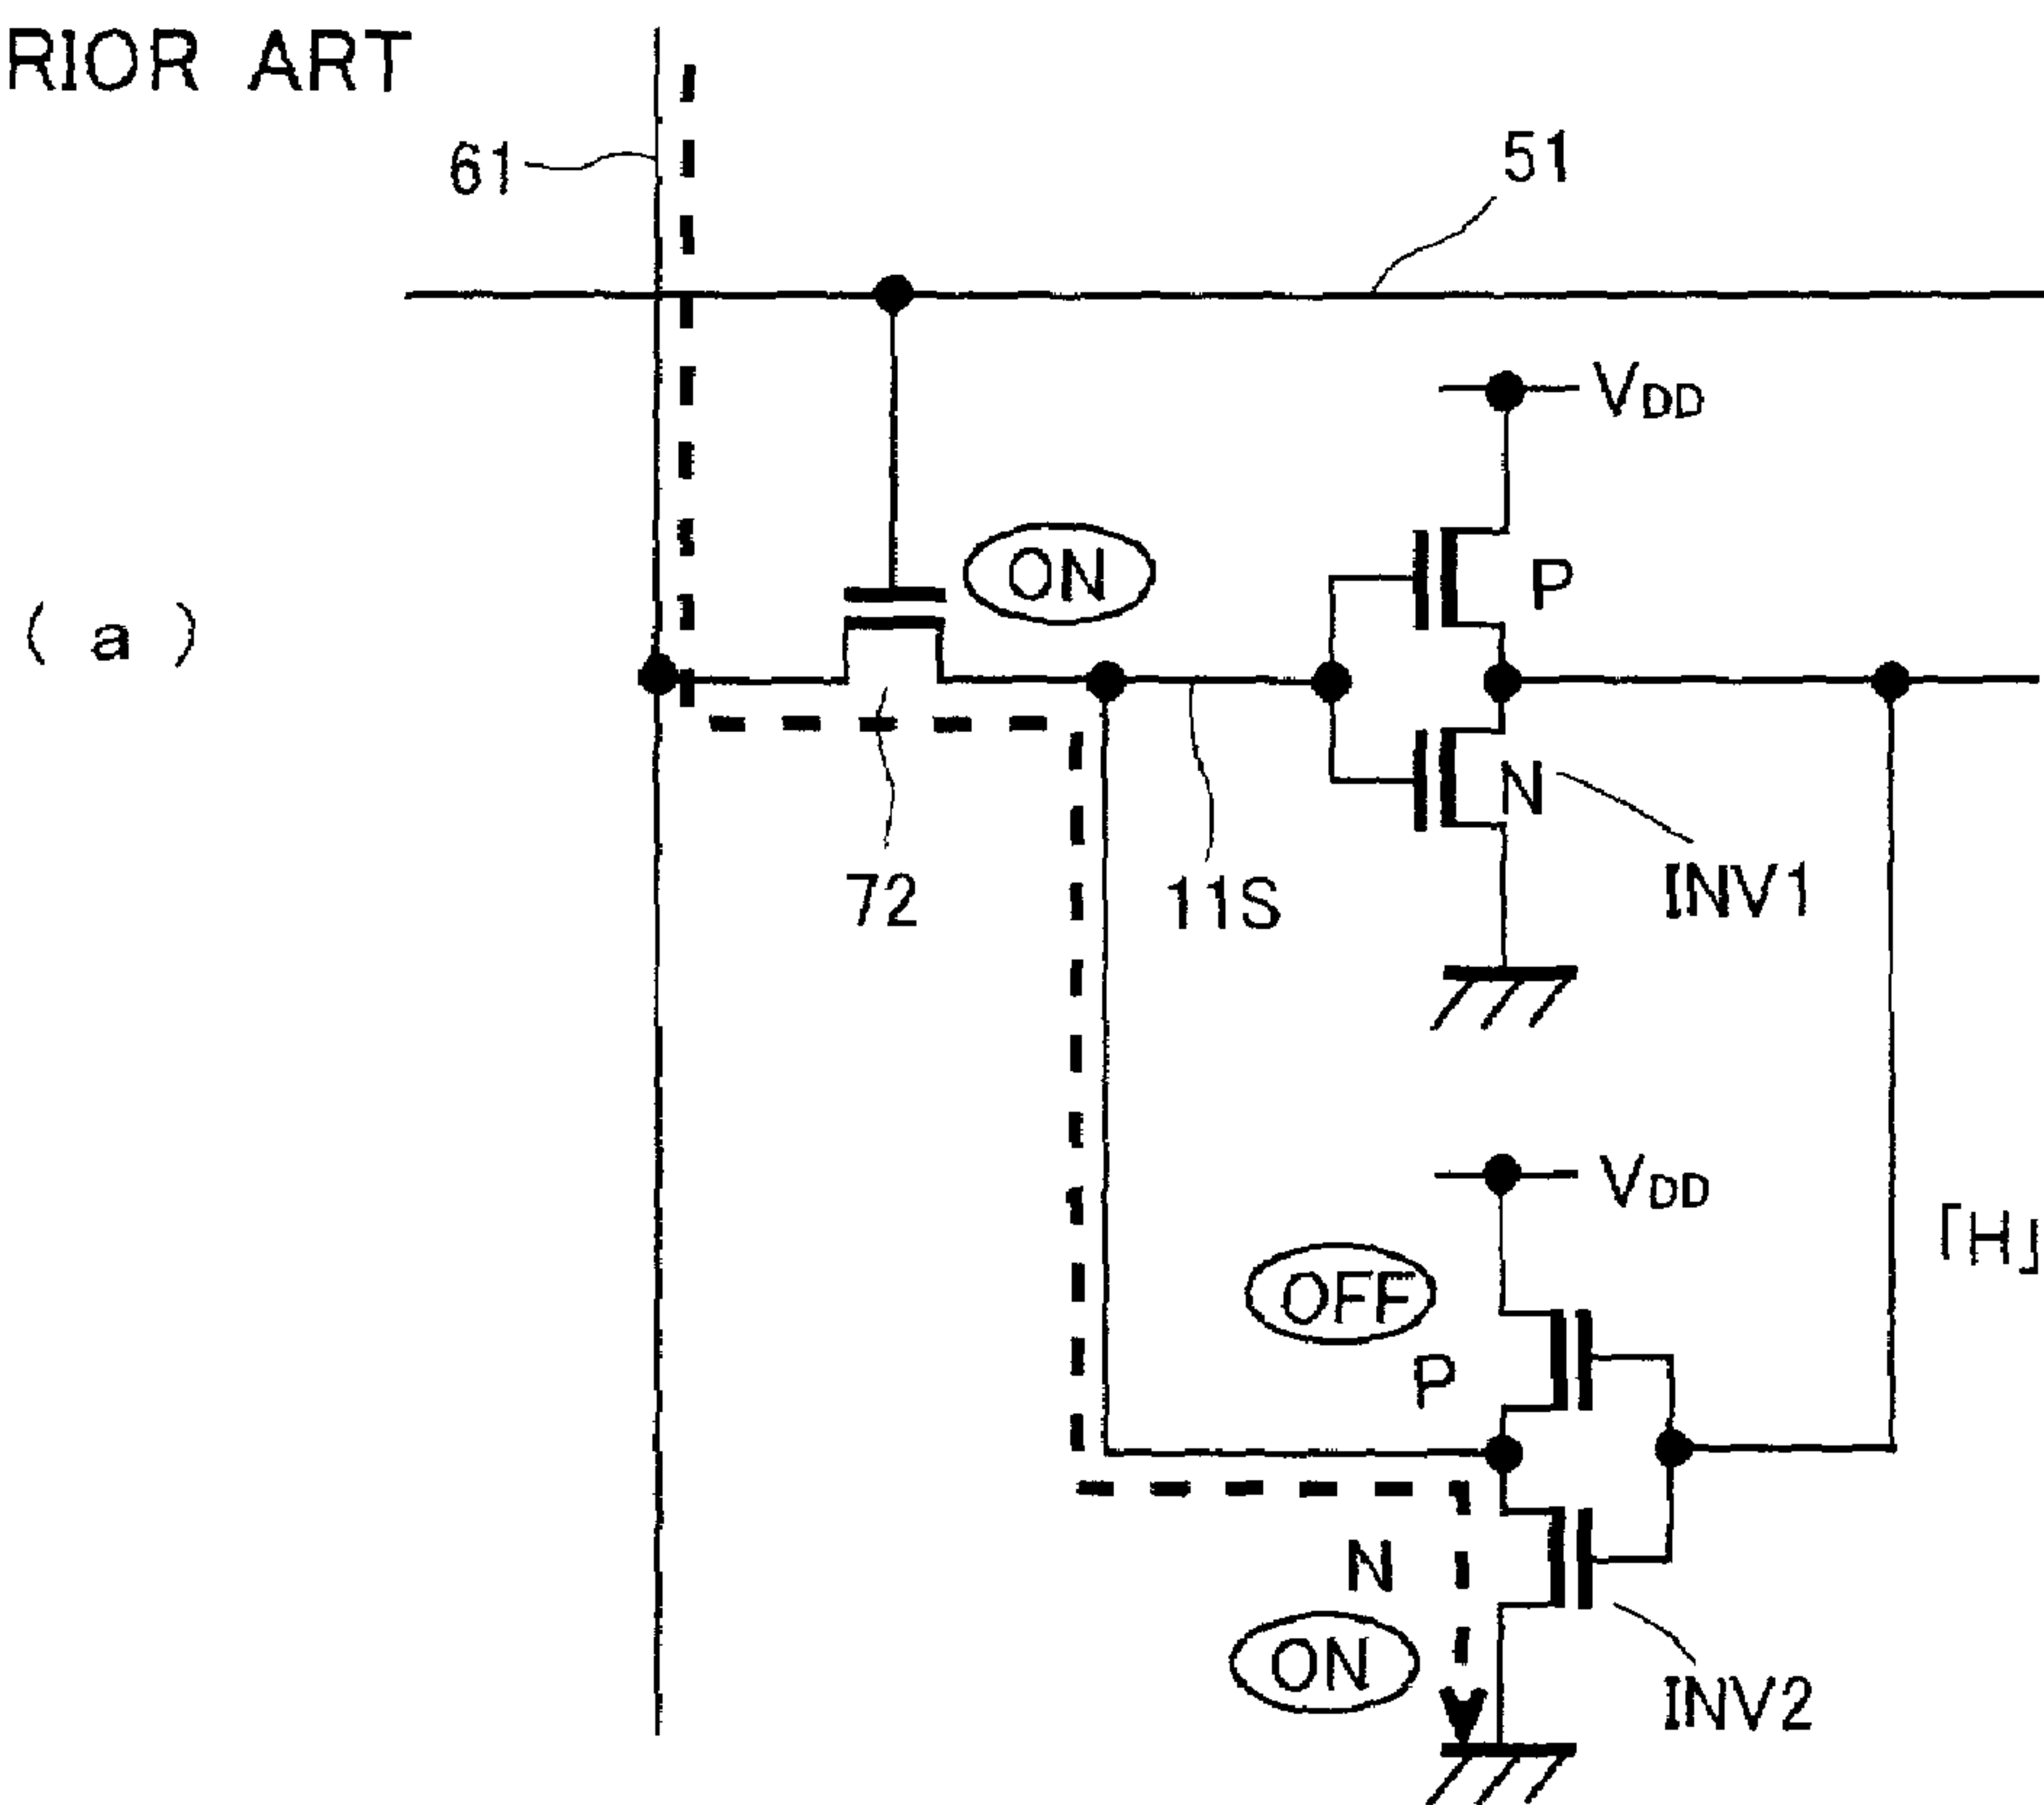 RIOR ART
61
51
VDD
ON
P
( a )
N
72
11S
INV1
VDD
「H」
OFF
P
N
ON
INV2